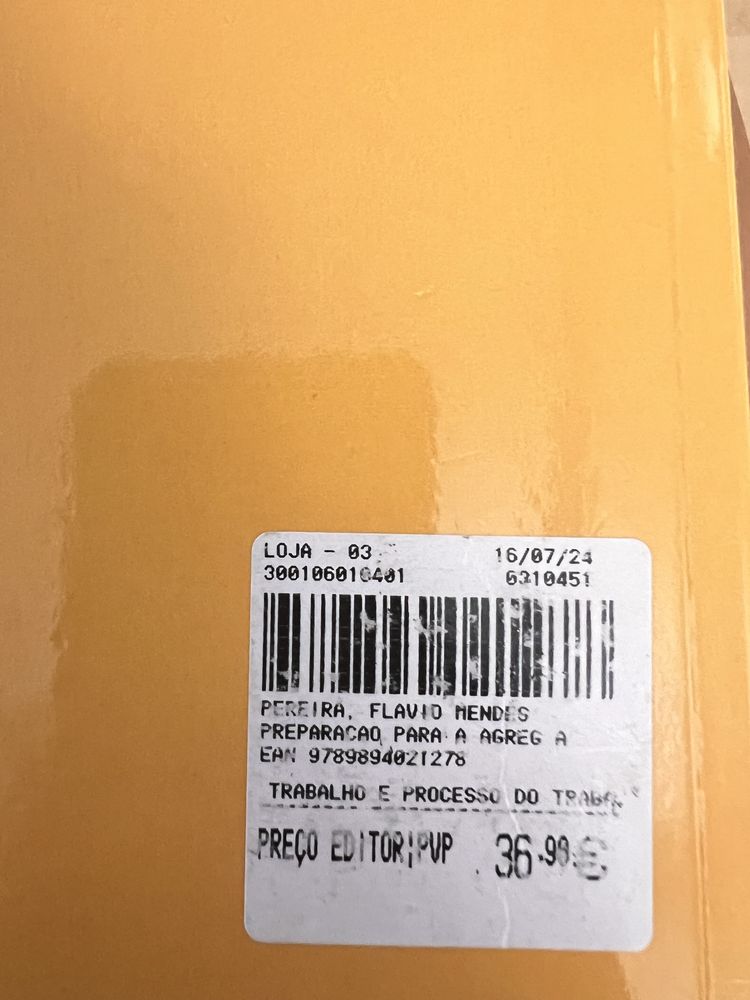 LOJA - 03
16/07/24
300106010401
6310451
PEREIRA, FLAVIO MENDES
PREPARACAO PARA A AGREG A
EAN 9789894021278
TRABALHO E PROCESSO DO TRABA
PREÇO EDITOR|PVP 36.90 €